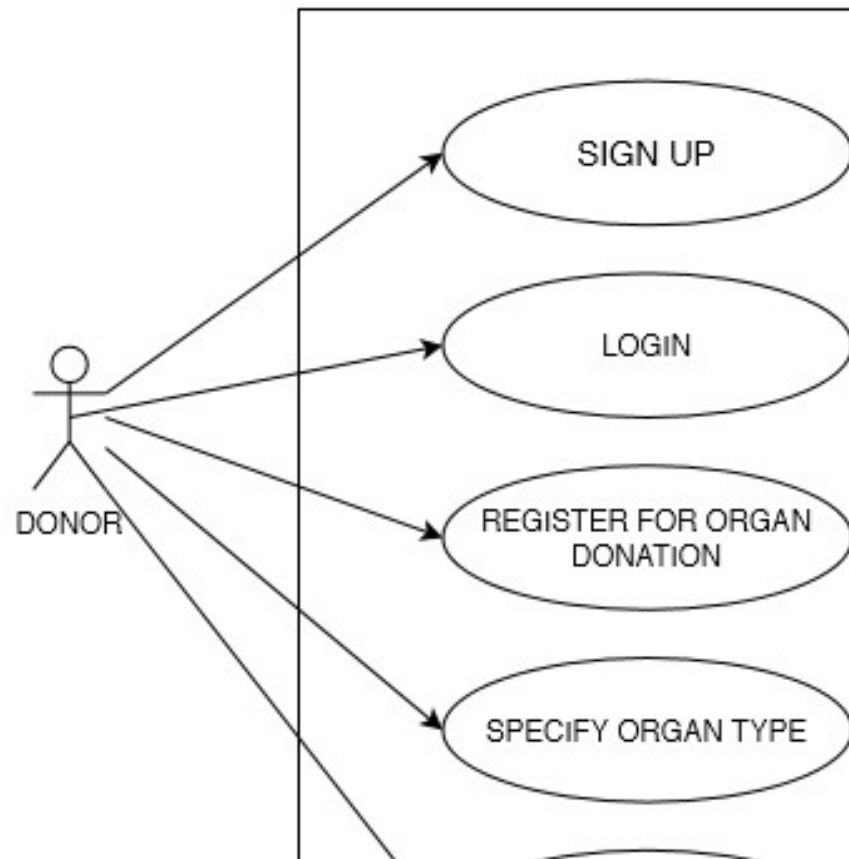 SIGN UP
LOGIN
DONOR
REGISTER FOR ORGAN
DONATION
SPECIFY ORGAN TYPE